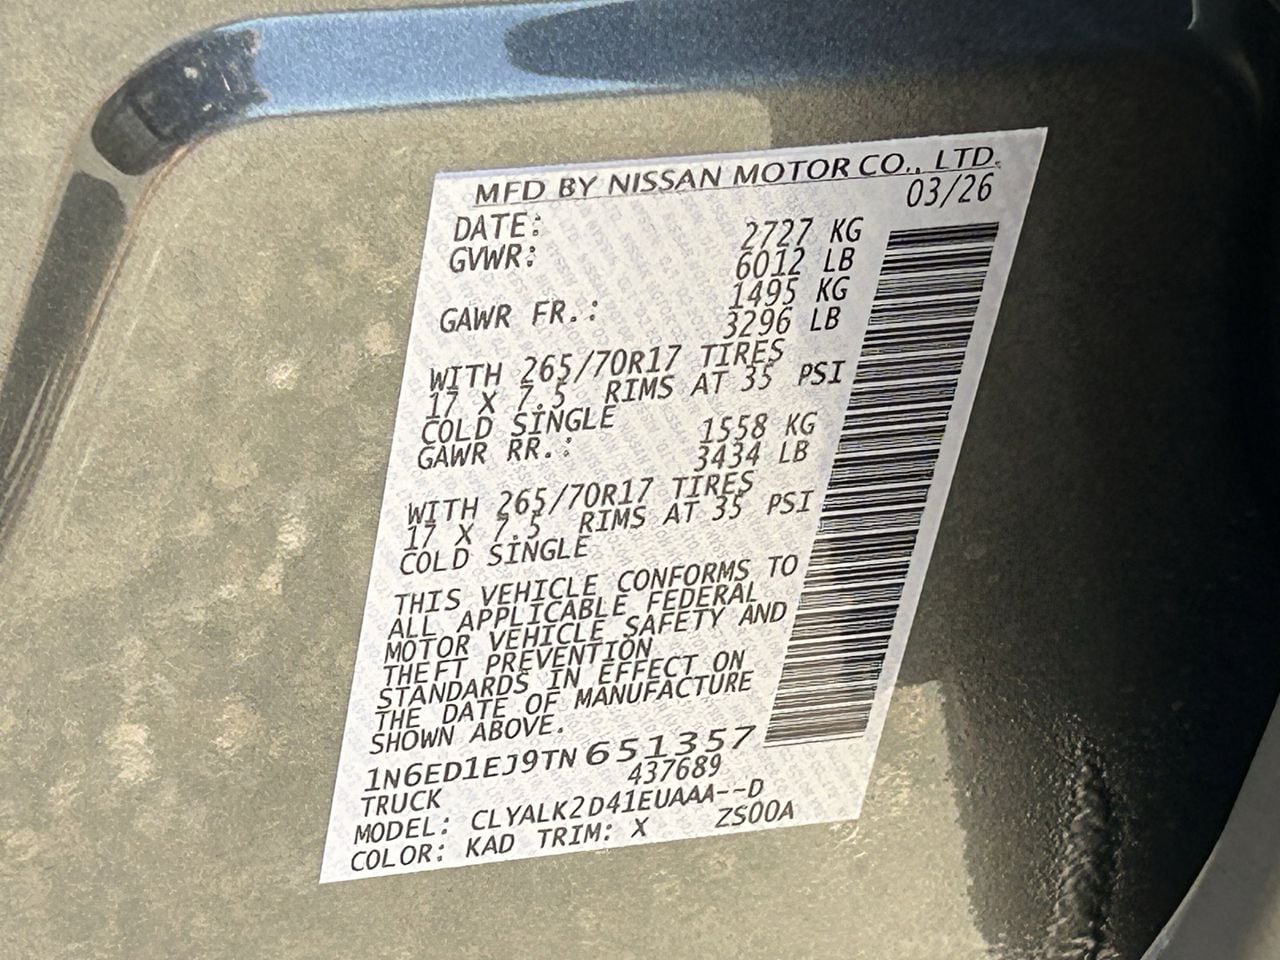 MFD BY NISSAN MOTOR CO., LTD.
DATE: 03/26
GVWR: 2727 KG
6012 LB
GAWR FR.: 1495 KG
3296 LB
WITH 265/70R17 TIRES
17 X 7.5 RIMS AT 35 PSI
COLD SINGLE
GAWR RR.: 1558 KG
3434 LB
WITH 265/70R17 TIRES
17 X 7.5 RIMS AT 35 PSI
COLD SINGLE
THIS VEHICLE CONFORMS TO
ALL APPLICABLE FEDERAL
MOTOR VEHICLE SAFETY AND
THEFT PREVENTION
STANDARDS IN EFFECT ON
THE DATE OF MANUFACTURE
SHOWN ABOVE.
1N6ED1EJ9TN651357
TRUCK 437689
MODEL: CLYALK2D41EUAAA--D
COLOR: KAD TRIM: X ZS00A